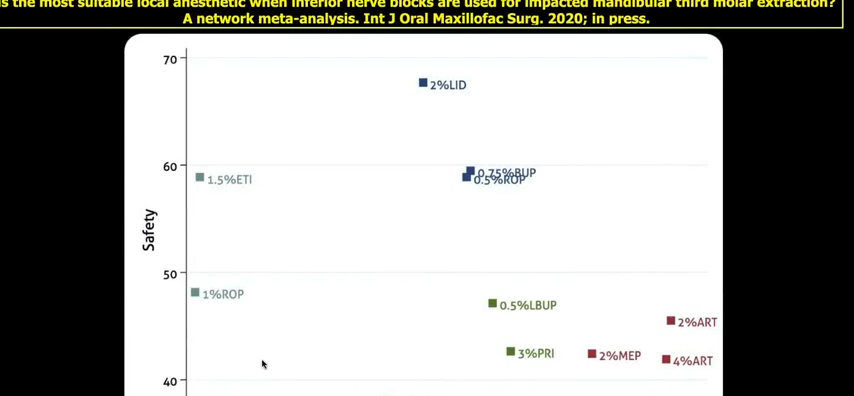 is the most suitable local anesthetic when inferior nerve blocks are used for impacted mandibular third molar extraction?
A network meta-analysis. Int J Oral Maxillofac Surg. 2020; in press.
70
2%LID
60
0.75%BUP
1.5%ETI
0.5%ROP
Safety
50
1%ROP
0.5%LBUP
2%ART
3%PRI
2%MEP
4%ART
40